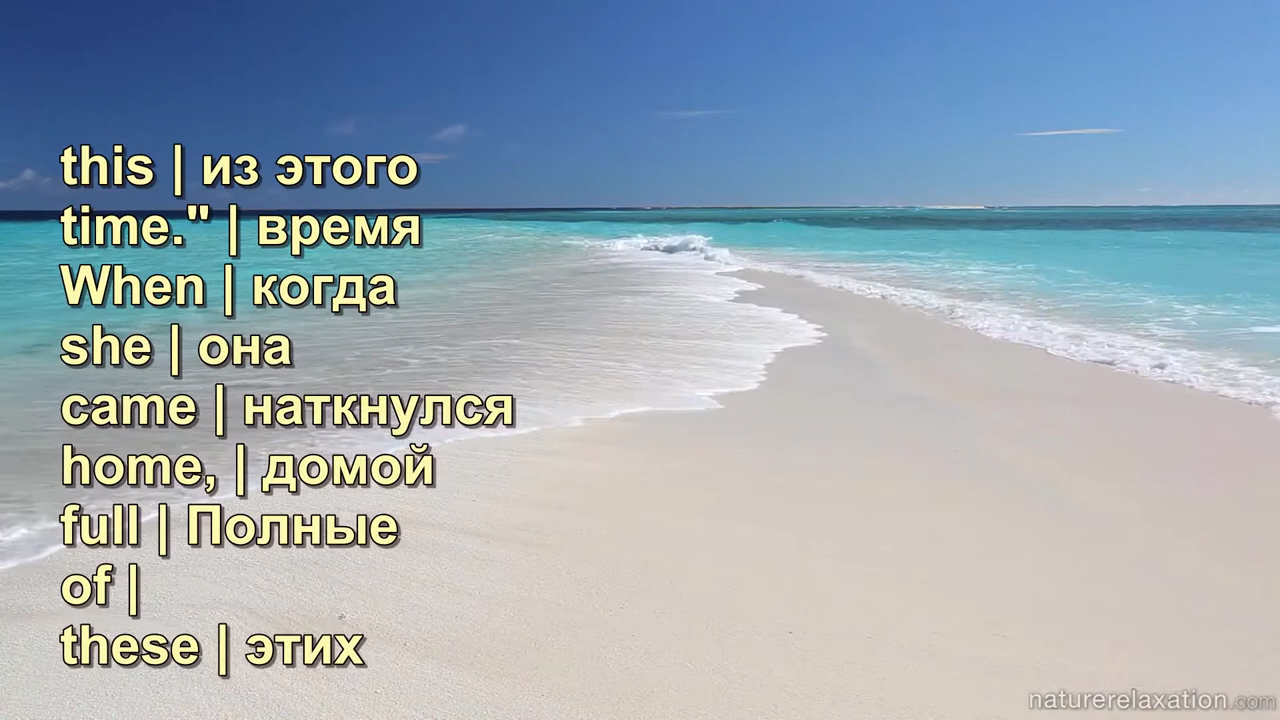 this | из этого
time." | время
When | когда
she | она
came | наткнулся
home, | домой
full | Полные
of |
these | этих
naturerelaxation.com